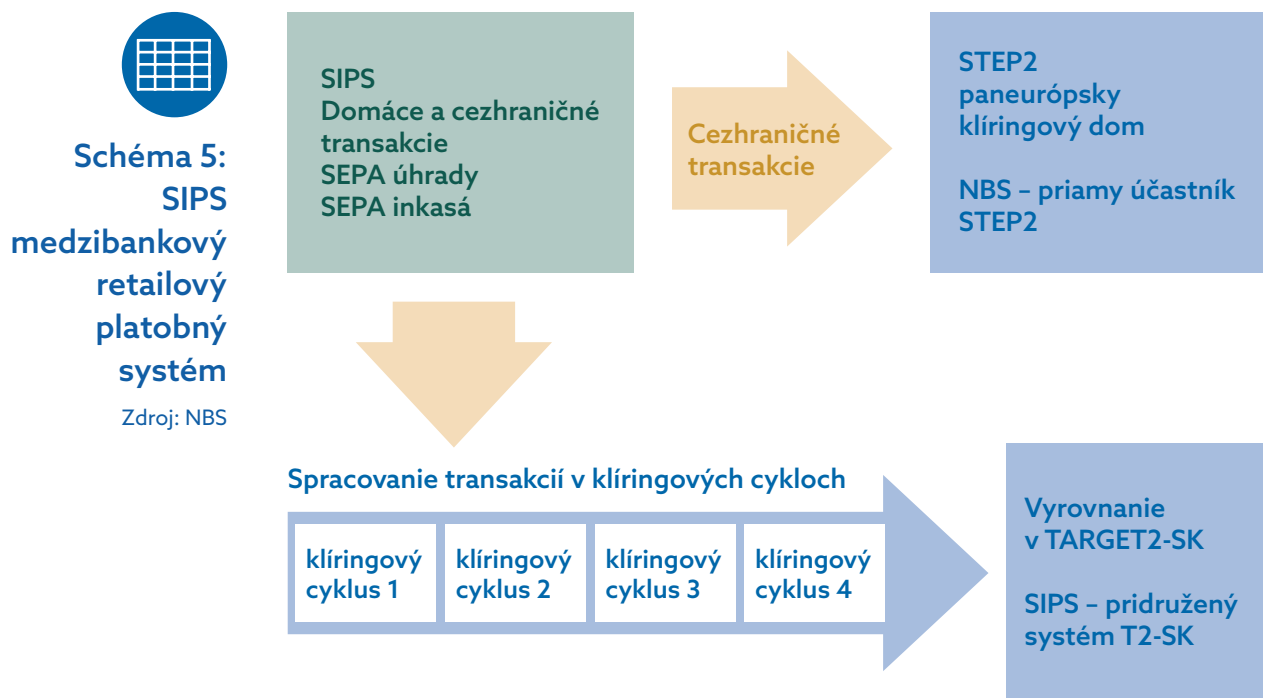 Schéma 5:
SIPS
medzibankový
retailový
platobný
systém
Zdroj: NBS
SIPS
Domáce a cezhraničné
transakcie
SEPA úhrady
SEPA inkasá
Cezhraničné
transakcie
STEP2
paneurópsky
klíringový dom
NBS – priamy účastník
STEP2
Spracovanie transakcií v klíringových cykloch
klíringový
cyklus 1
klíringový
cyklus 2
klíringový
cyklus 3
klíringový
cyklus 4
Vyrovnanie
v TARGET2-SK
SIPS – pridružený
systém T2-SK